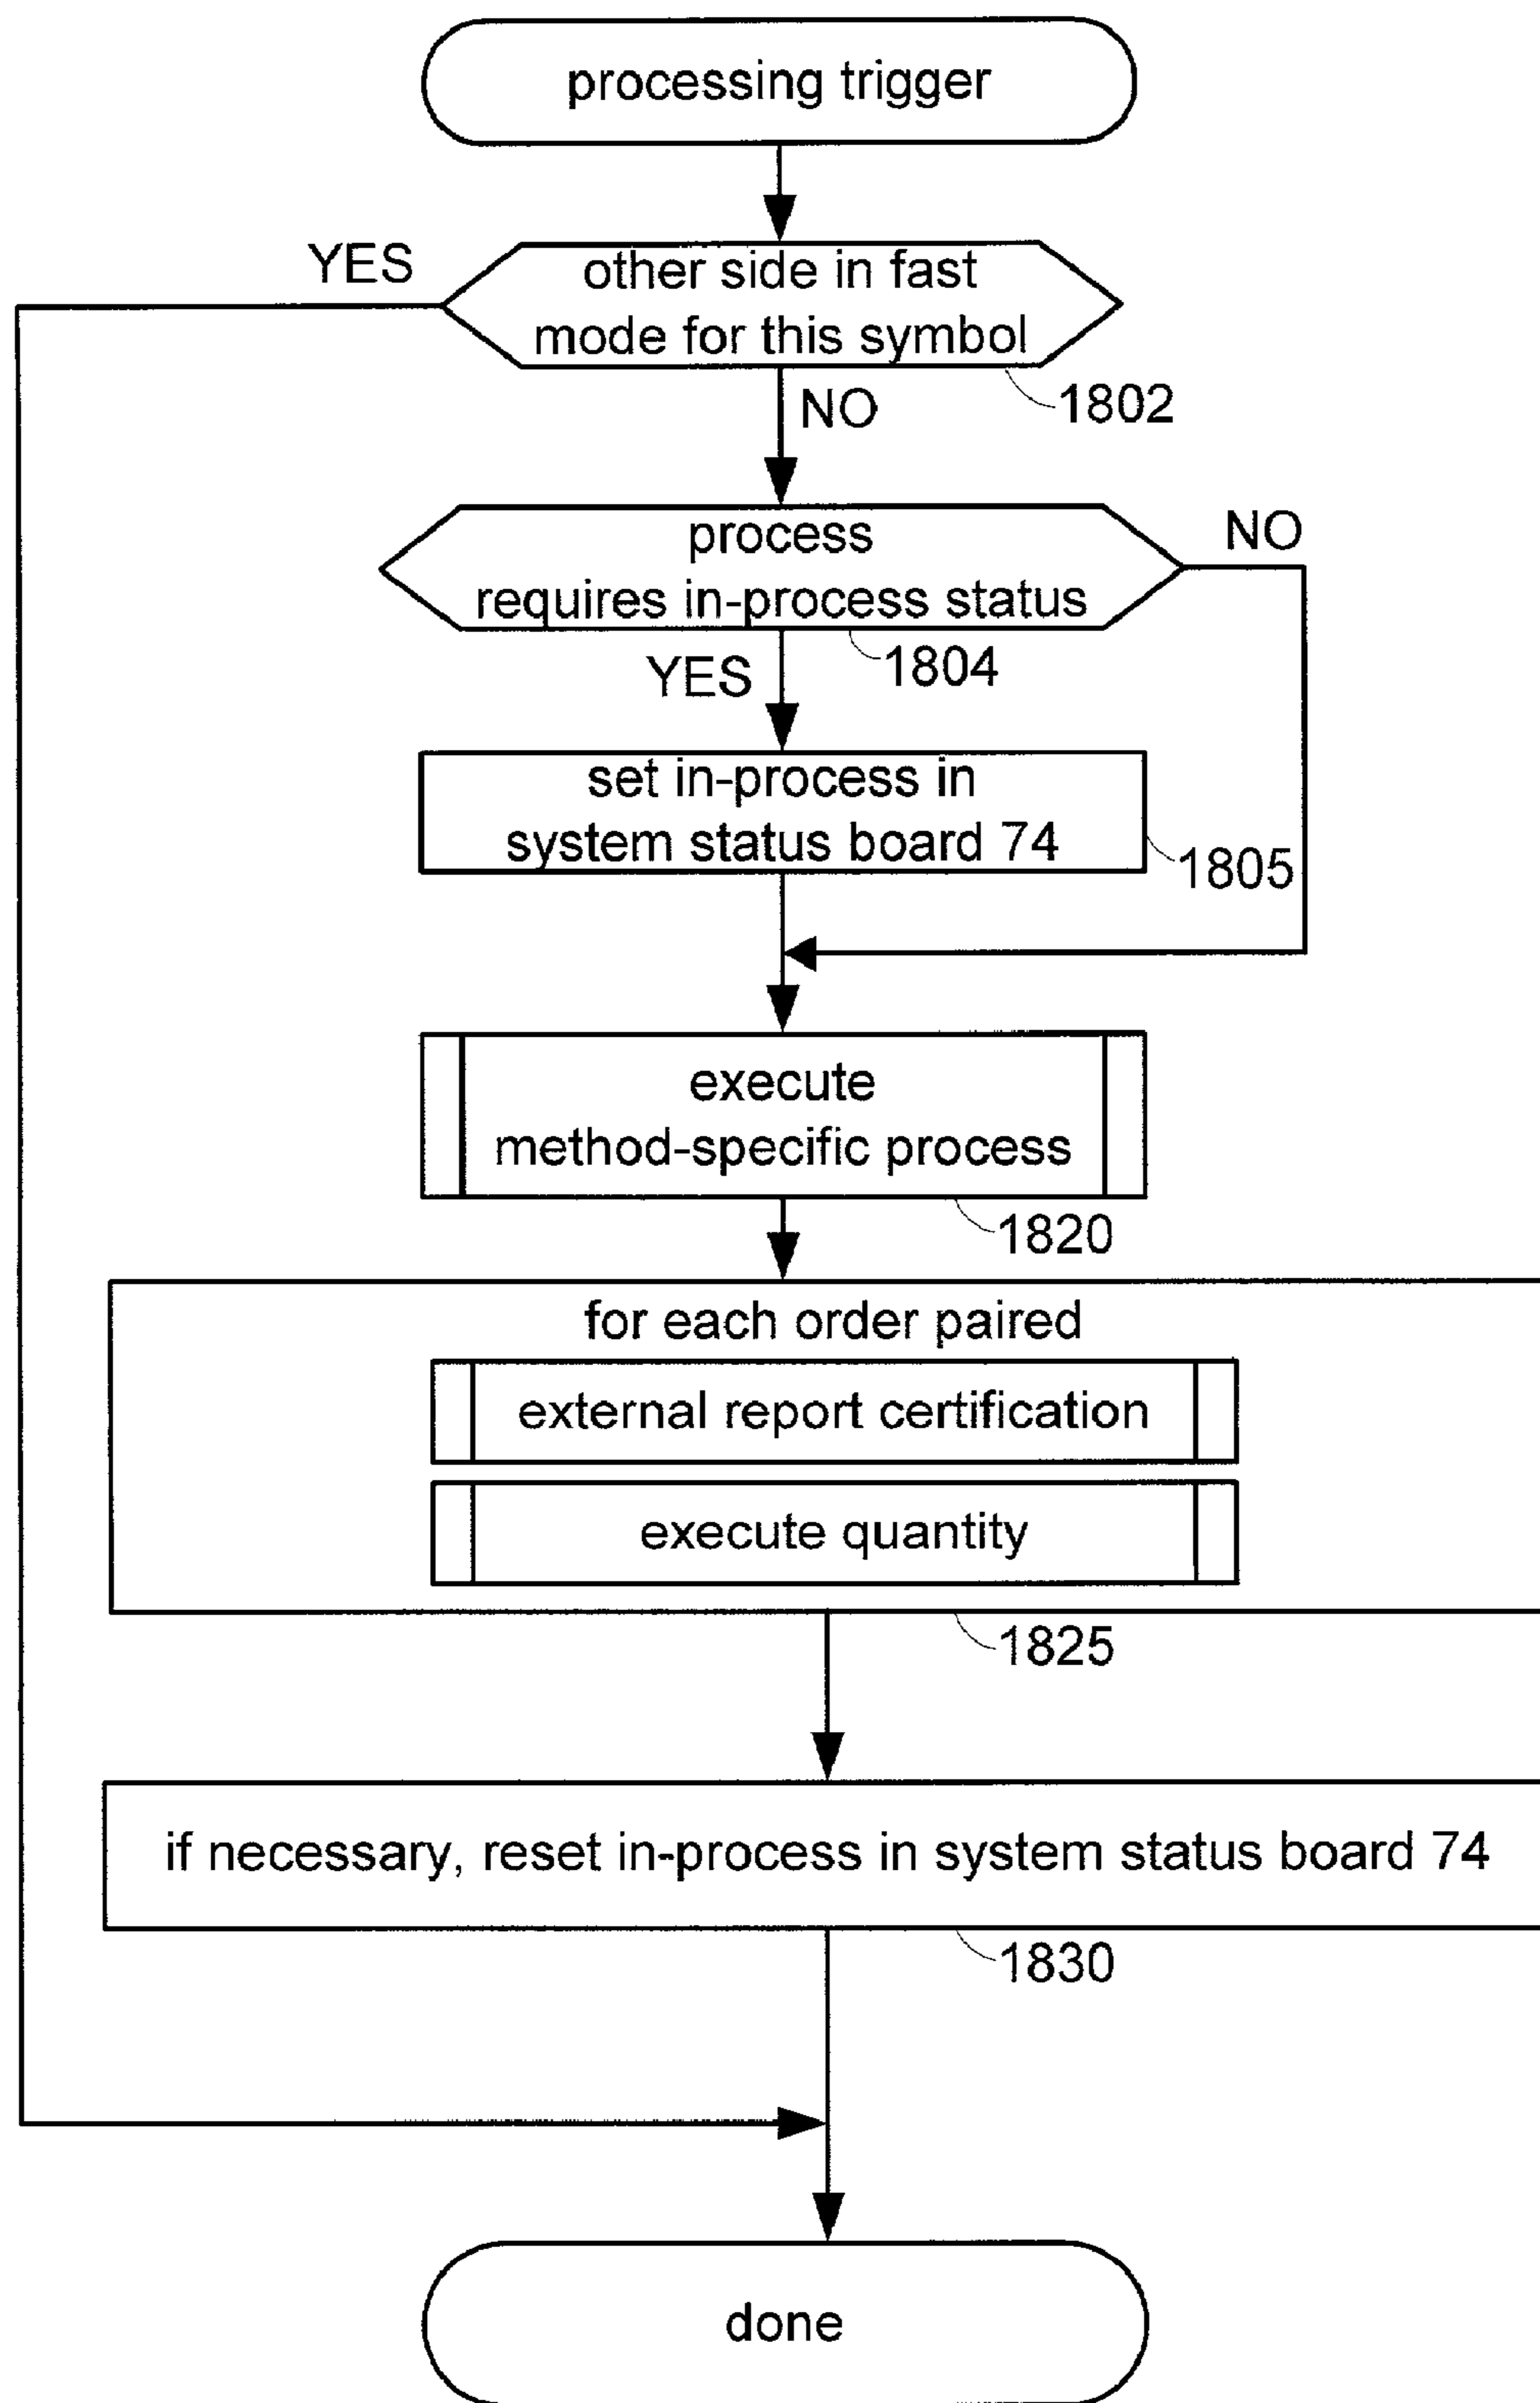 processing trigger
YES
other side in fast
mode for this symbol
1802
NO
process
requires in-process status
NO
1804
YES
set in-process in
system status board 74
1805
execute
method-specific process
1820
for each order paired
external report certification
execute quantity
1825
if necessary, reset in-process in system status board 74
1830
done